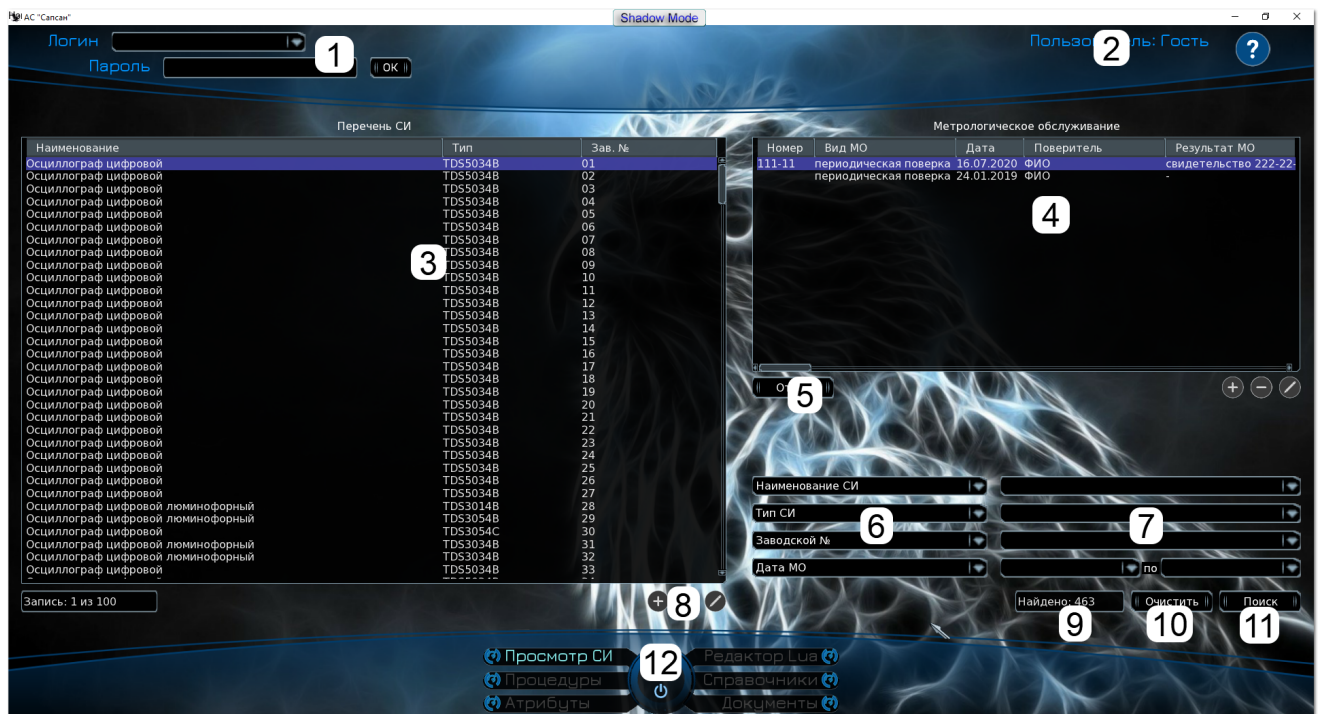 АС "Сапсан"
Shadow Mode
Логин
1
2
Гость
?
Пароль
ОК
Перечень СИ
Метрологическое обслуживание
Наименование Тип Зав. №
Номер Вид МО Дата Поверитель Результат МО
Осциллограф цифровой TDS5034B 01
111-11 периодическая поверка 16.07.2020 ФИО свидетельство 222-22-
Осциллограф цифровой TDS5034B 02
периодическая поверка 24.01.2019 ФИО -
Осциллограф цифровой TDS5034B 03
Осциллограф цифровой TDS5034B 04
Осциллограф цифровой TDS5034B 05
4
Осциллограф цифровой TDS5034B 06
Осциллограф цифровой TDS5034B 07
Осциллограф цифровой TDS5034B 08
3
Осциллограф цифровой TDS5034B 09
Осциллограф цифровой TDS5034B 10
Осциллограф цифровой TDS5034B 11
Осциллограф цифровой TDS5034B 12
Осциллограф цифровой TDS5034B 13
Осциллограф цифровой TDS5034B 14
Осциллограф цифровой TDS5034B 15
Осциллограф цифровой TDS5034B 16
Осциллограф цифровой TDS5034B 17
Осциллограф цифровой TDS5034B 18
Осциллограф цифровой TDS5034B 19
5
Осциллограф цифровой TDS5034B 20
Осциллограф цифровой TDS5034B 21
Осциллограф цифровой TDS5034B 22
Осциллограф цифровой TDS5034B 23
Осциллограф цифровой TDS5034B 24
Осциллограф цифровой TDS5034B 25
Осциллограф цифровой TDS5034B 26
Осциллограф цифровой TDS5034B 27
Осциллограф цифровой люминофорный TDS3014B 28
Осциллограф цифровой люминофорный TDS3054B 29
Осциллограф цифровой TDS3054C 30
Осциллограф цифровой люминофорный TDS3034B 31
Осциллограф цифровой люминофорный TDS3034B 32
Осциллограф цифровой TDS5034B 33
Наименование СИ
Тип СИ
6
7
Заводской №
Дата МО
по
Запись: 1 из 100
8
Найдено: 463
Очистить
Поиск
9
10
11
Просмотр СИ
12
Редактор Lua
Процедуры
Справочники
Атрибуты
Документы